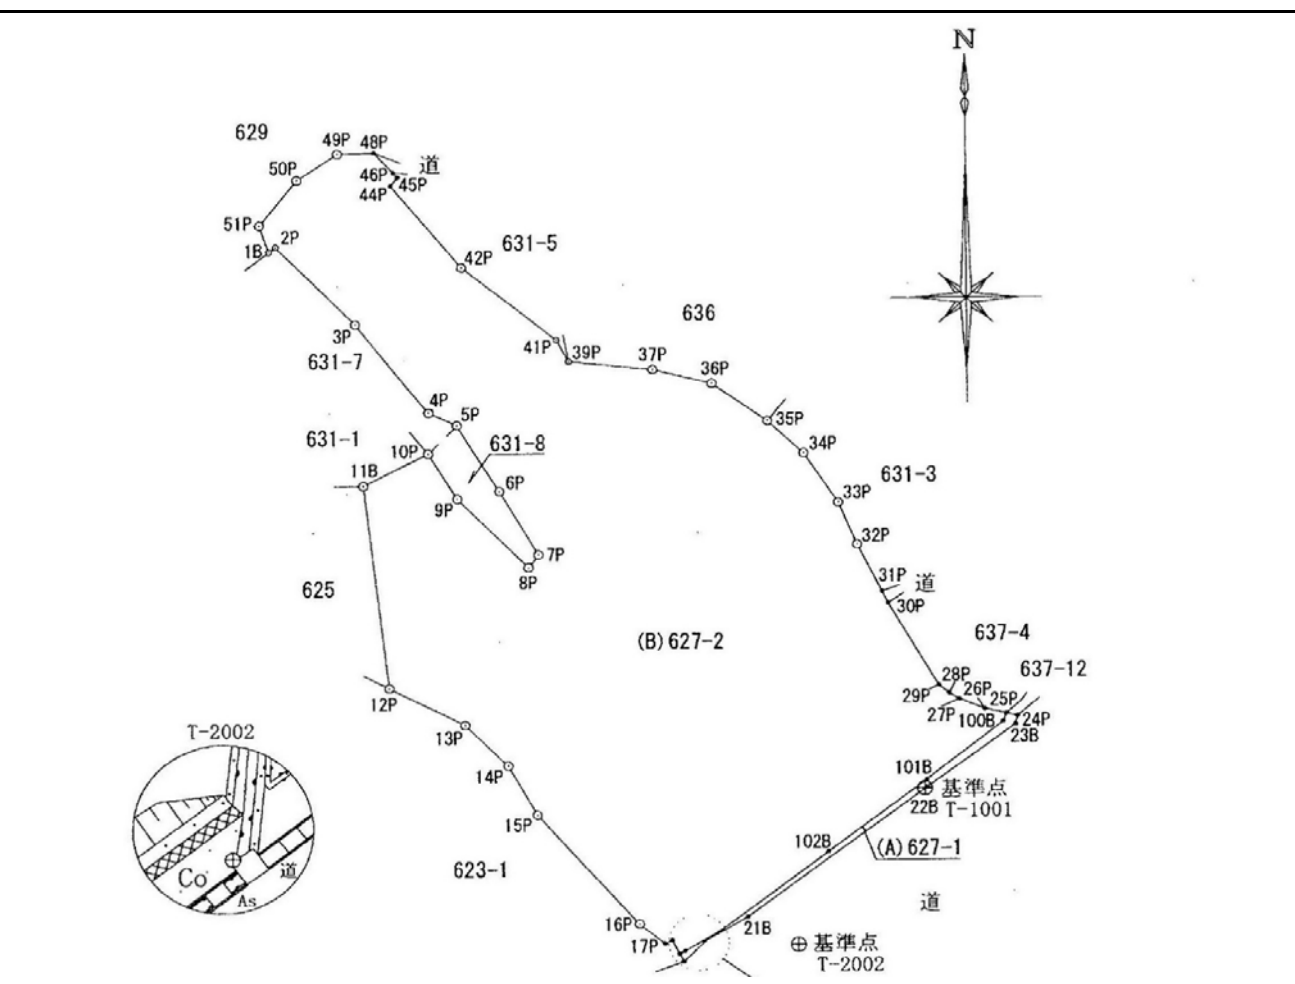 N
629
49P
48P
道
50P
46P
45P
44P
51P
2P
1B
631-5
42P
636
3P
41P
39P
37P
631-7
36P
4P
5P
35P
631-1
10P
631-8
34P
11B
6P
631-3
33P
9P
32P
7P
8P
31P
道
625
30P
(B)627-2
637-4
637-12
28P
29P
26P
12P
27P
25P
100B
24P
T-2002
13P
23B
14P
101B
基準点
22B
T-1001
15P
102B
(A)627-1
623-1
Co
道
As
道
16P
21B
17P
基準点
T-2002